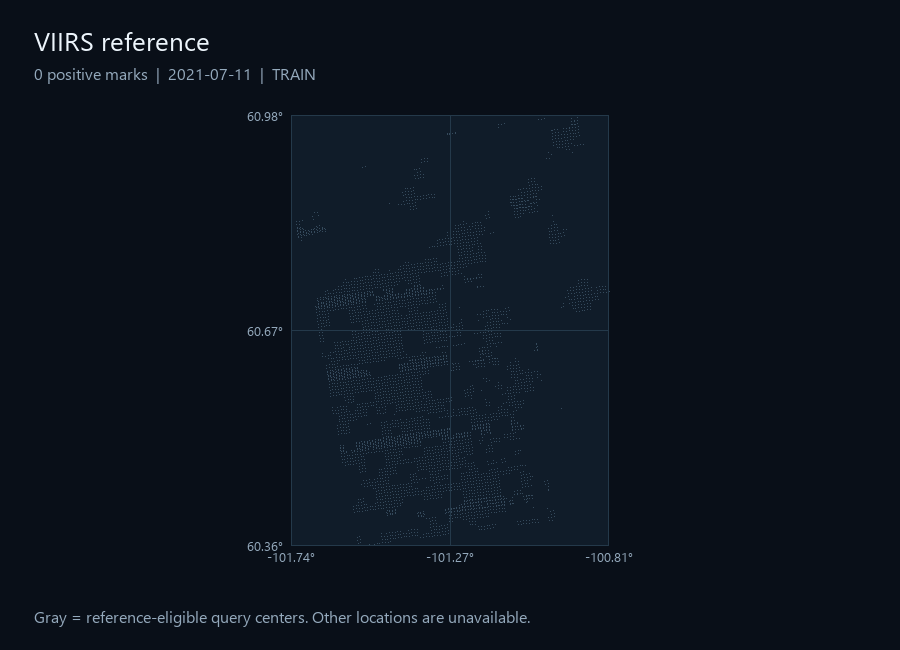 VIIRS reference
0 positive marks | 2021-07-11 | TRAIN
60.98°
60.67°
60.36°
-101.74°
-101.27°
-100.81°
Gray = reference-eligible query centers. Other locations are unavailable.